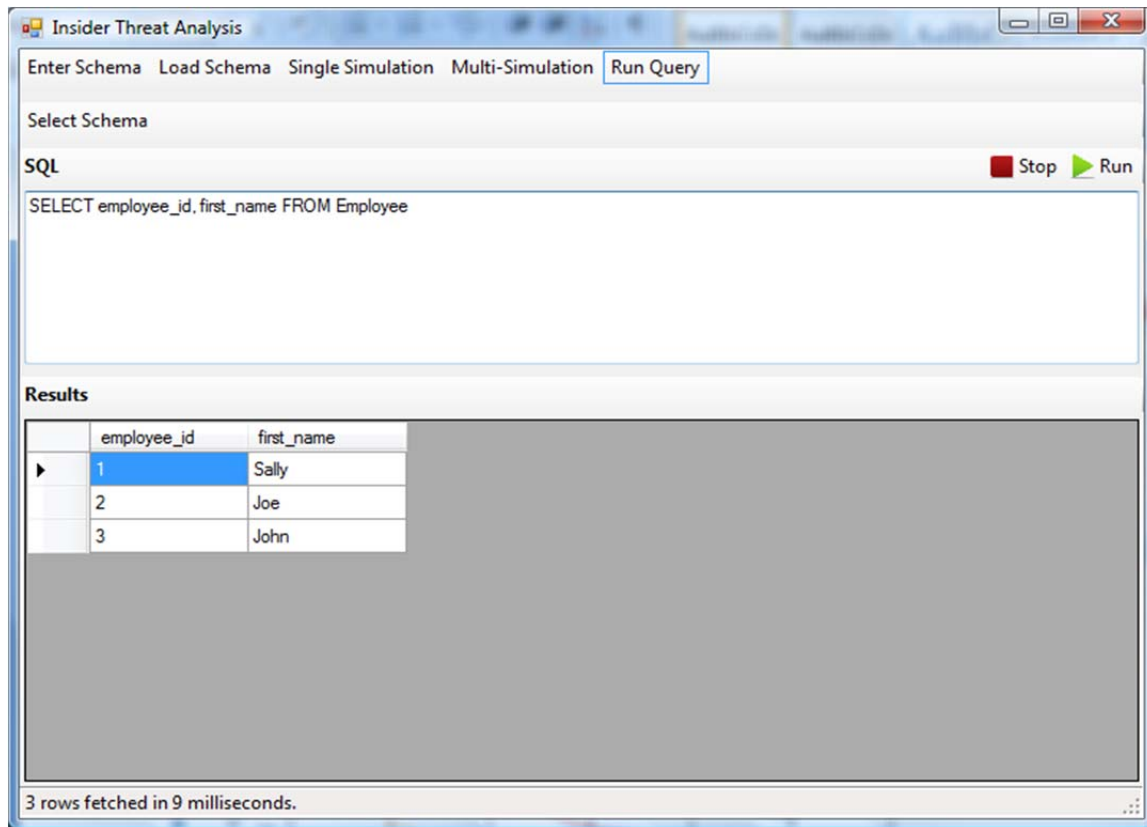 Insider Threat Analysis
Enter Schema Load Schema Single Simulation Multi-Simulation Run Query
Select Schema
SQL Stop Run
SELECT employee_id, first_name FROM Employee
Results
employee_id first_name
1 Sally
2 Joe
3 John
3 rows fetched in 9 milliseconds.